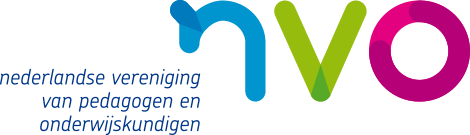 nvo
nederlandse vereniging
van pedagogen en
onderwijskundigen